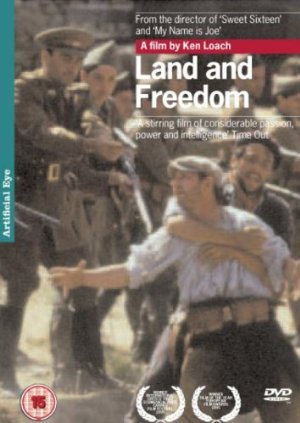 From the director of 'Sweet Sixteen'
and 'My Name is Joe'
A film by Ken Loach
Land and
Freedom
'A stirring film of considerable passion,
power and intelligence' Time Out
Artificial Eye
15
DVD